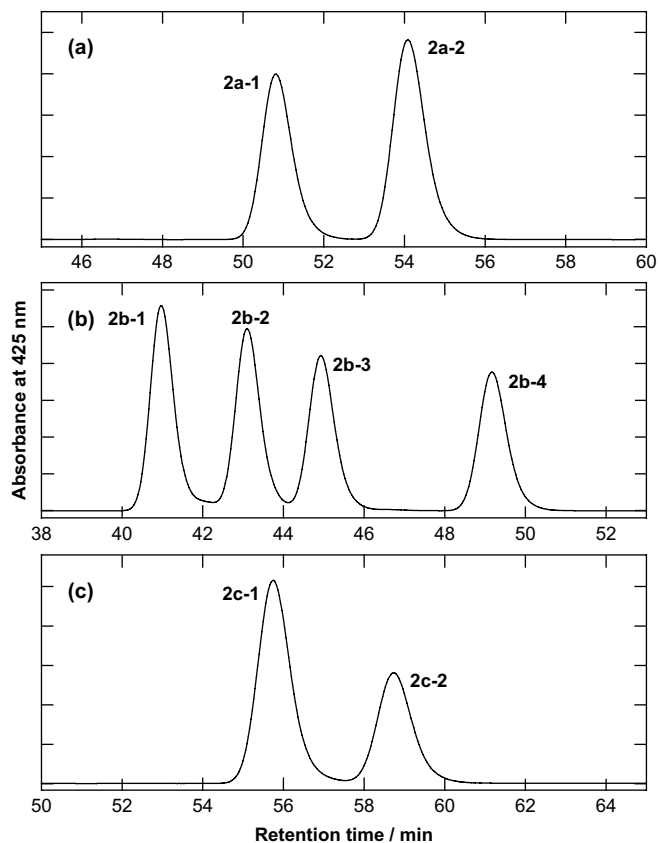 (a)
2a-1
2a-2
46 48 50 52 54 56 58 60
(b)
2b-1
2b-2
2b-3
2b-4
38 40 42 44 46 48 50 52
(c)
2c-1
2c-2
50 52 54 56 58 60 62 64
Retention time / min
Absorbance at 425 nm